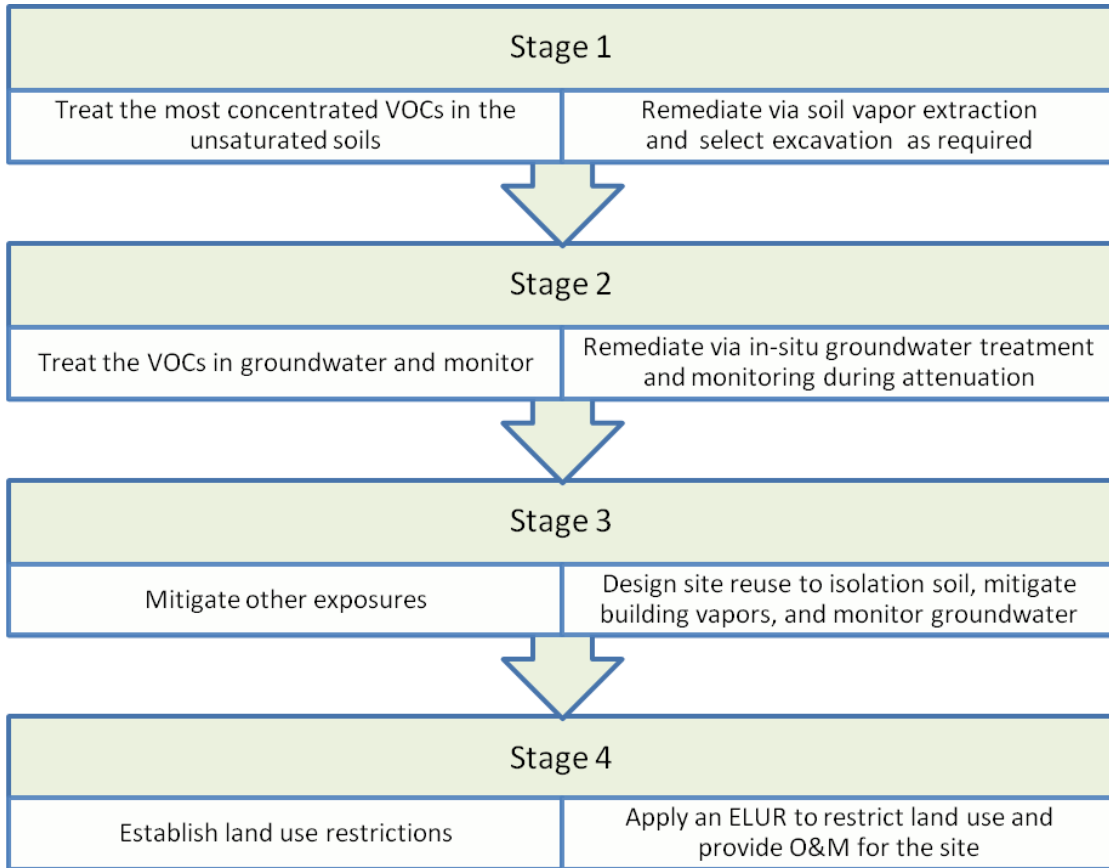 Stage 1
Treat the most concentrated VOCs in the
unsaturated soils
Remediate via soil vapor extraction
and select excavation as required
Stage 2
Treat the VOCs in groundwater and monitor
Remediate via in-situ groundwater treatment
and monitoring during attenuation
Stage 3
Mitigate other exposures
Design site reuse to isolation soil, mitigate
building vapors, and monitor groundwater
Stage 4
Establish land use restrictions
Apply an ELUR to restrict land use and
provide O&M for the site